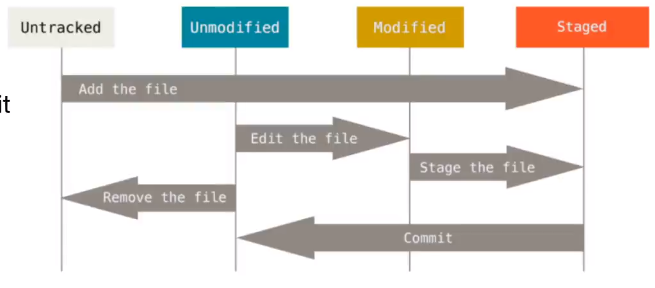 Untracked
Unmodified
Modified
Staged
Add the file
it
Edit the file
Stage the file
Remove the file
Commit